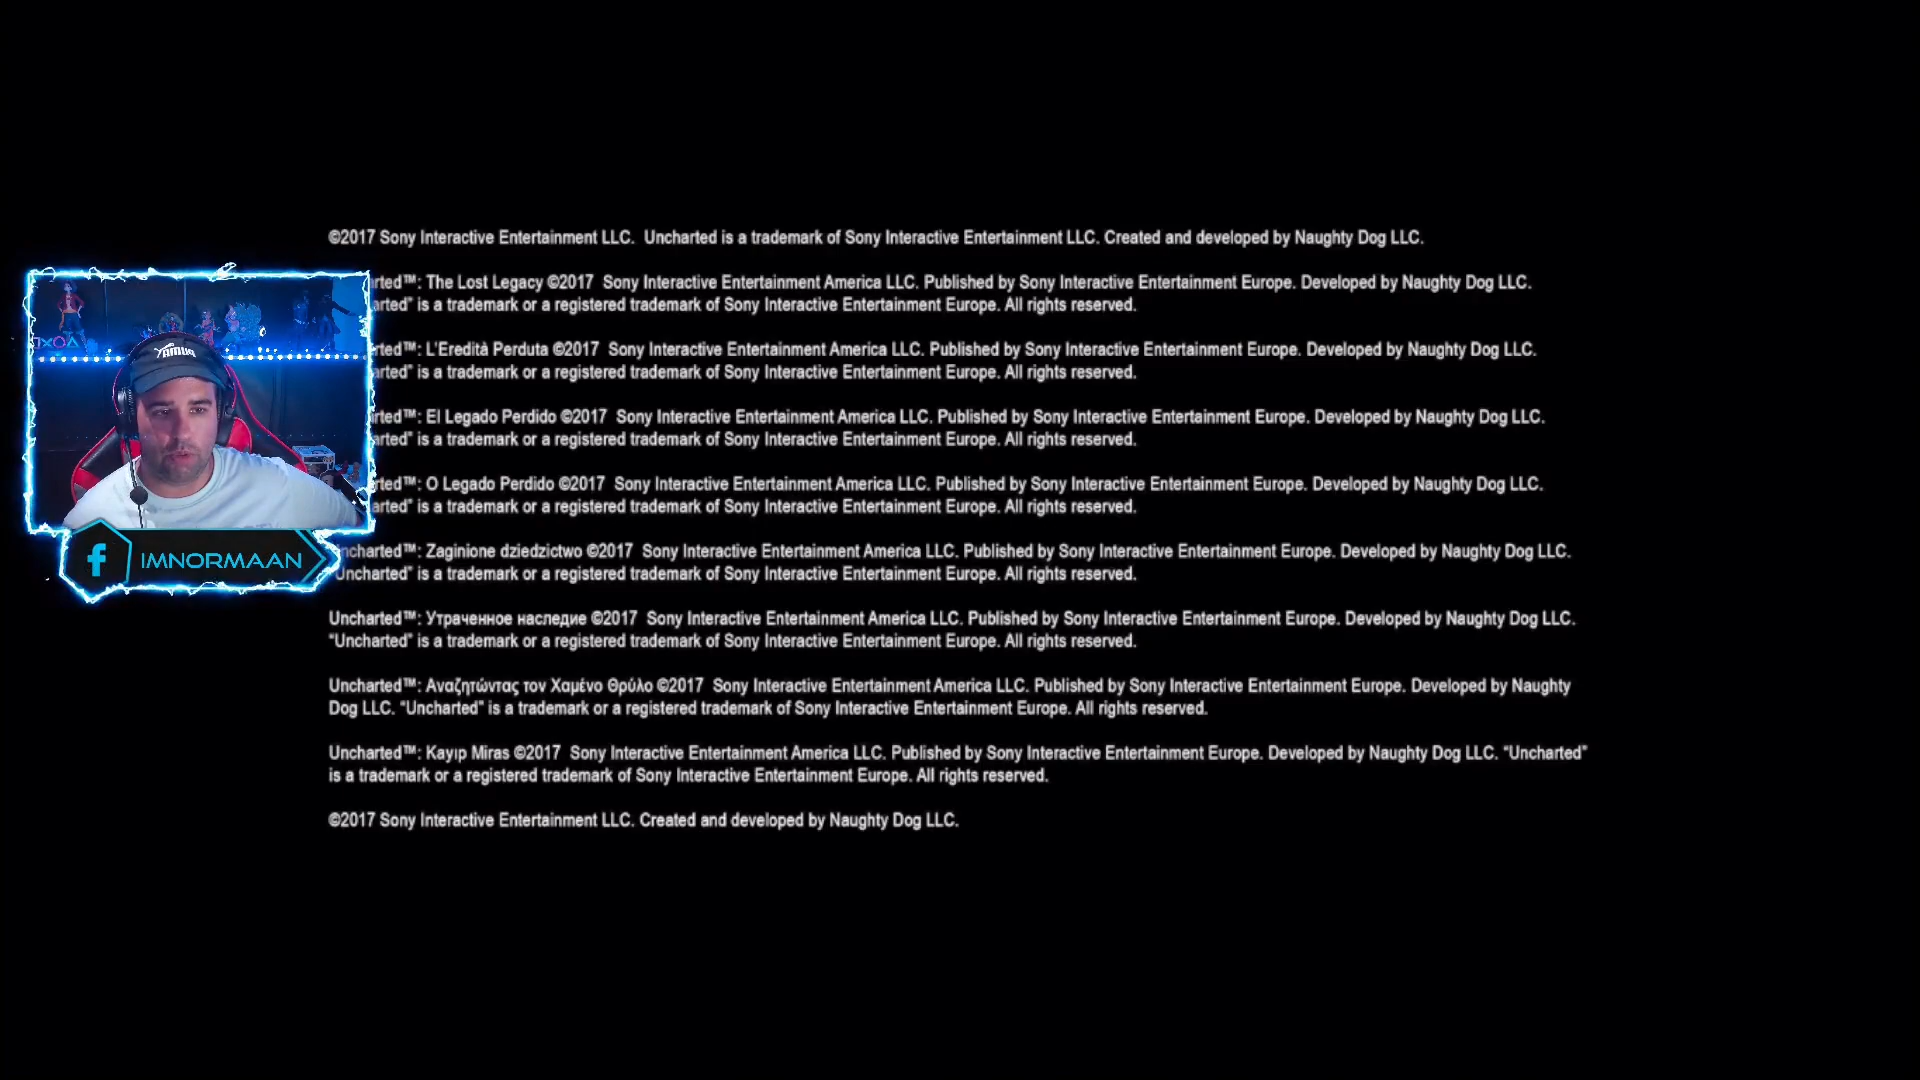 ©2017 Sony Interactive Entertainment LLC. Uncharted is a trademark of Sony Interactive Entertainment LLC. Created and developed by Naughty Dog LLC.
rted™: The Lost Legacy ©2017 Sony Interactive Entertainment America LLC. Published by Sony Interactive Entertainment Europe. Developed by Naughty Dog LLC.
arted” is a trademark or a registered trademark of Sony Interactive Entertainment Europe. All rights reserved.
rted™: L’Eredità Perduta ©2017 Sony Interactive Entertainment America LLC. Published by Sony Interactive Entertainment Europe. Developed by Naughty Dog LLC.
arted” is a trademark or a registered trademark of Sony Interactive Entertainment Europe. All rights reserved.
rted™: El Legado Perdido ©2017 Sony Interactive Entertainment America LLC. Published by Sony Interactive Entertainment Europe. Developed by Naughty Dog LLC.
arted” is a trademark or a registered trademark of Sony Interactive Entertainment Europe. All rights reserved.
rted™: O Legado Perdido ©2017 Sony Interactive Entertainment America LLC. Published by Sony Interactive Entertainment Europe. Developed by Naughty Dog LLC.
arted” is a trademark or a registered trademark of Sony Interactive Entertainment Europe. All rights reserved.
ncharted™: Zaginione dziedzictwo ©2017 Sony Interactive Entertainment America LLC. Published by Sony Interactive Entertainment Europe. Developed by Naughty Dog LLC.
Uncharted” is a trademark or a registered trademark of Sony Interactive Entertainment Europe. All rights reserved.
Uncharted™: Утраченное наследие ©2017 Sony Interactive Entertainment America LLC. Published by Sony Interactive Entertainment Europe. Developed by Naughty Dog LLC.
“Uncharted” is a trademark or a registered trademark of Sony Interactive Entertainment Europe. All rights reserved.
Uncharted™: Αναζητώντας τον Χαμένο Θρύλο ©2017 Sony Interactive Entertainment America LLC. Published by Sony Interactive Entertainment Europe. Developed by Naughty
Dog LLC. “Uncharted” is a trademark or a registered trademark of Sony Interactive Entertainment Europe. All rights reserved.
Uncharted™: Kayıp Miras ©2017 Sony Interactive Entertainment America LLC. Published by Sony Interactive Entertainment Europe. Developed by Naughty Dog LLC. “Uncharted”
is a trademark or a registered trademark of Sony Interactive Entertainment Europe. All rights reserved.
©2017 Sony Interactive Entertainment LLC. Created and developed by Naughty Dog LLC.
PUMA
f IMNORMAAN